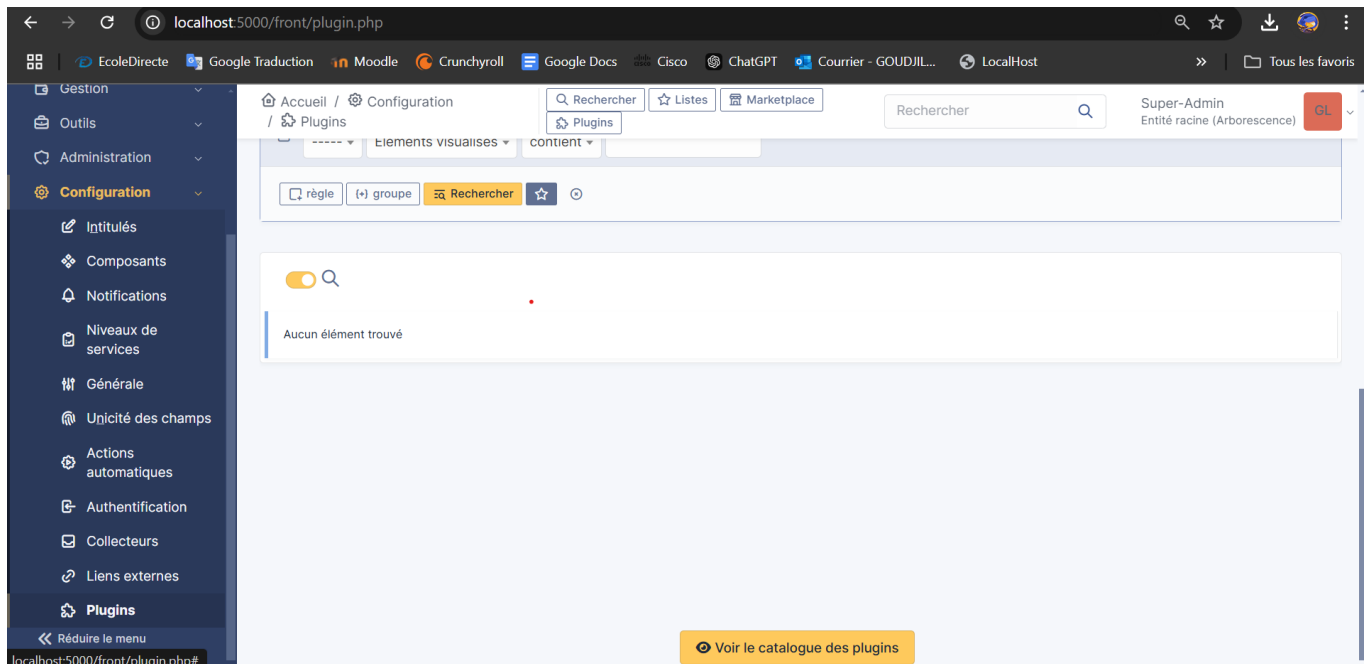 localhost:5000/front/plugin.php
EcoleDirecte Google Traduction Moodle Crunchyroll Google Docs Cisco ChatGPT Courrier - GOUDJIL... LocalHost » Tous les favoris
Gestion
Outils
Administration
Configuration
Intitulés
Composants
Notifications
Niveaux de
services
Générale
Unicité des champs
Actions
automatiques
Authentification
Collecteurs
Liens externes
Plugins
Réduire le menu
localhost:5000/front/plugin.php#
Accueil / Configuration
/ Plugins
Rechercher Listes Marketplace
Plugins
Rechercher
Super-Admin
Entité racine (Arborescence)
GL
----- Eléments visualisés contient
règle (+) groupe Rechercher
Aucun élément trouvé
Voir le catalogue des plugins